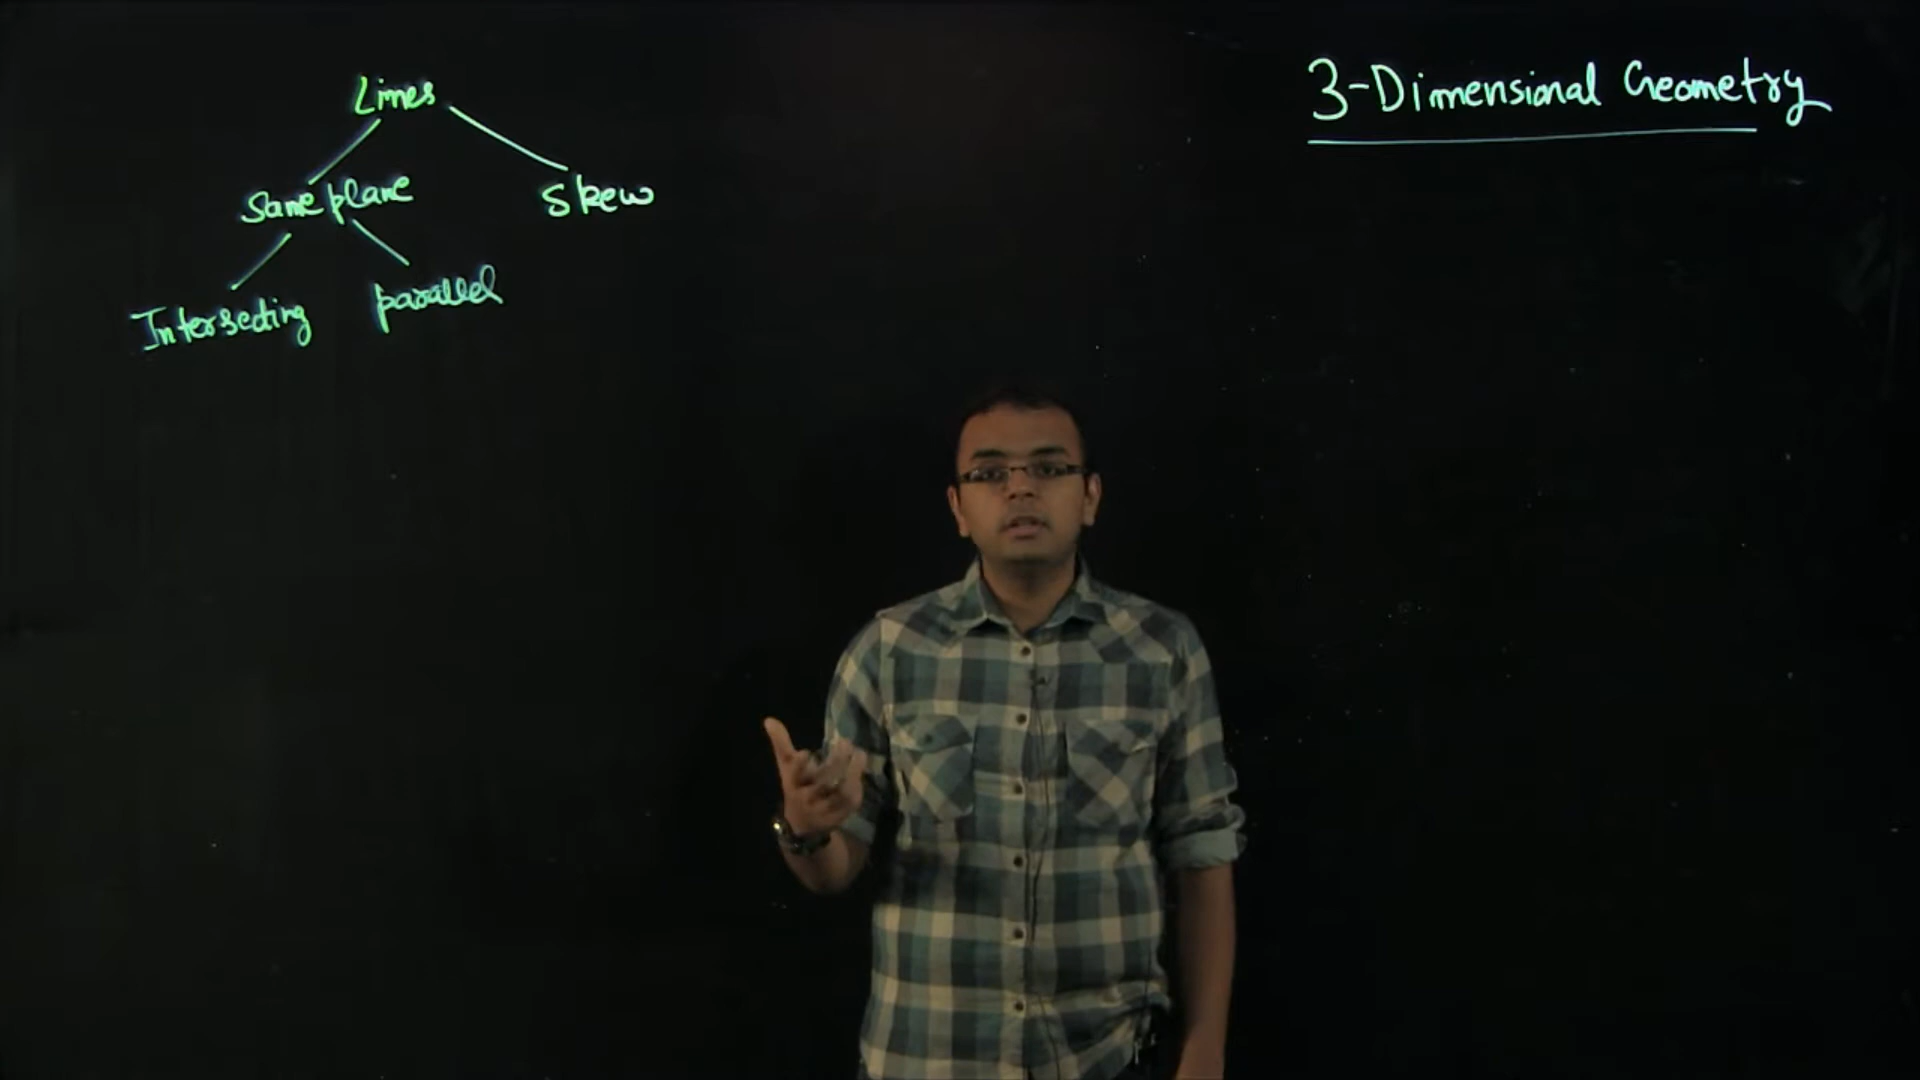 Lines
Same plane
Skew
Intersecting
parallel
3-Dimensional Geometry